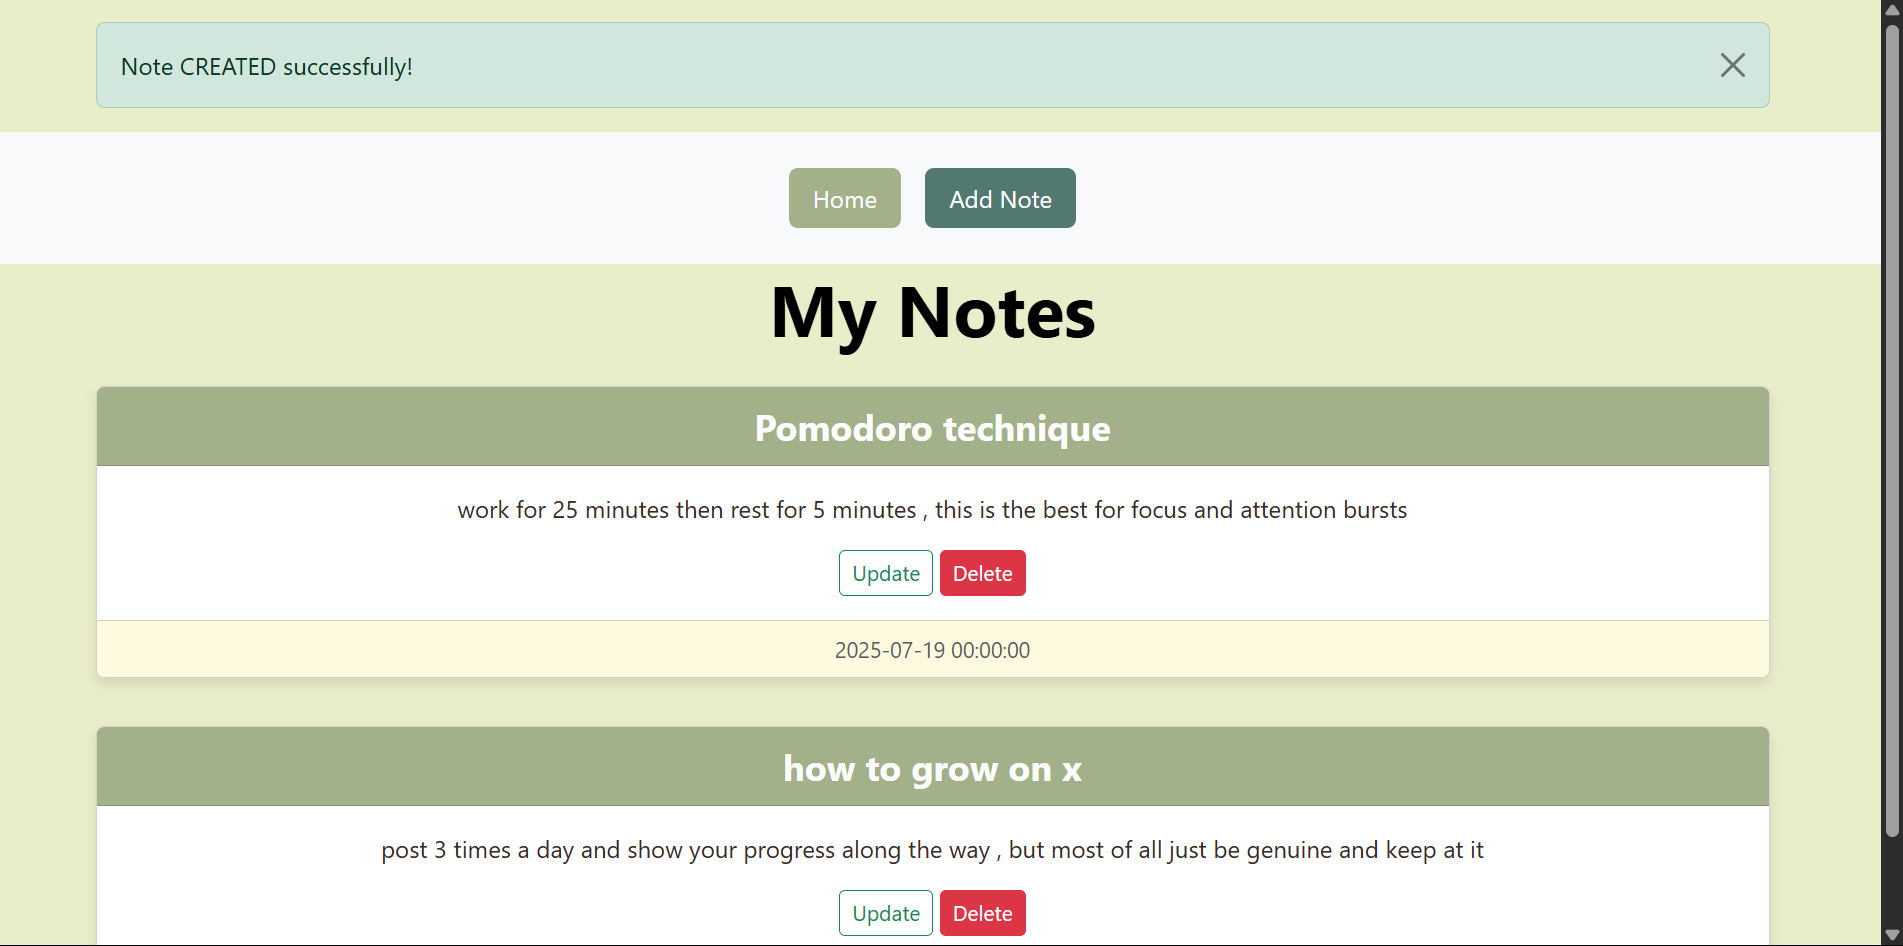 Note CREATED successfully!
Home Add Note
My Notes
Pomodoro technique
work for 25 minutes then rest for 5 minutes , this is the best for focus and attention bursts
Update Delete
2025-07-19 00:00:00
how to grow on x
post 3 times a day and show your progress along the way , but most of all just be genuine and keep at it
Update Delete